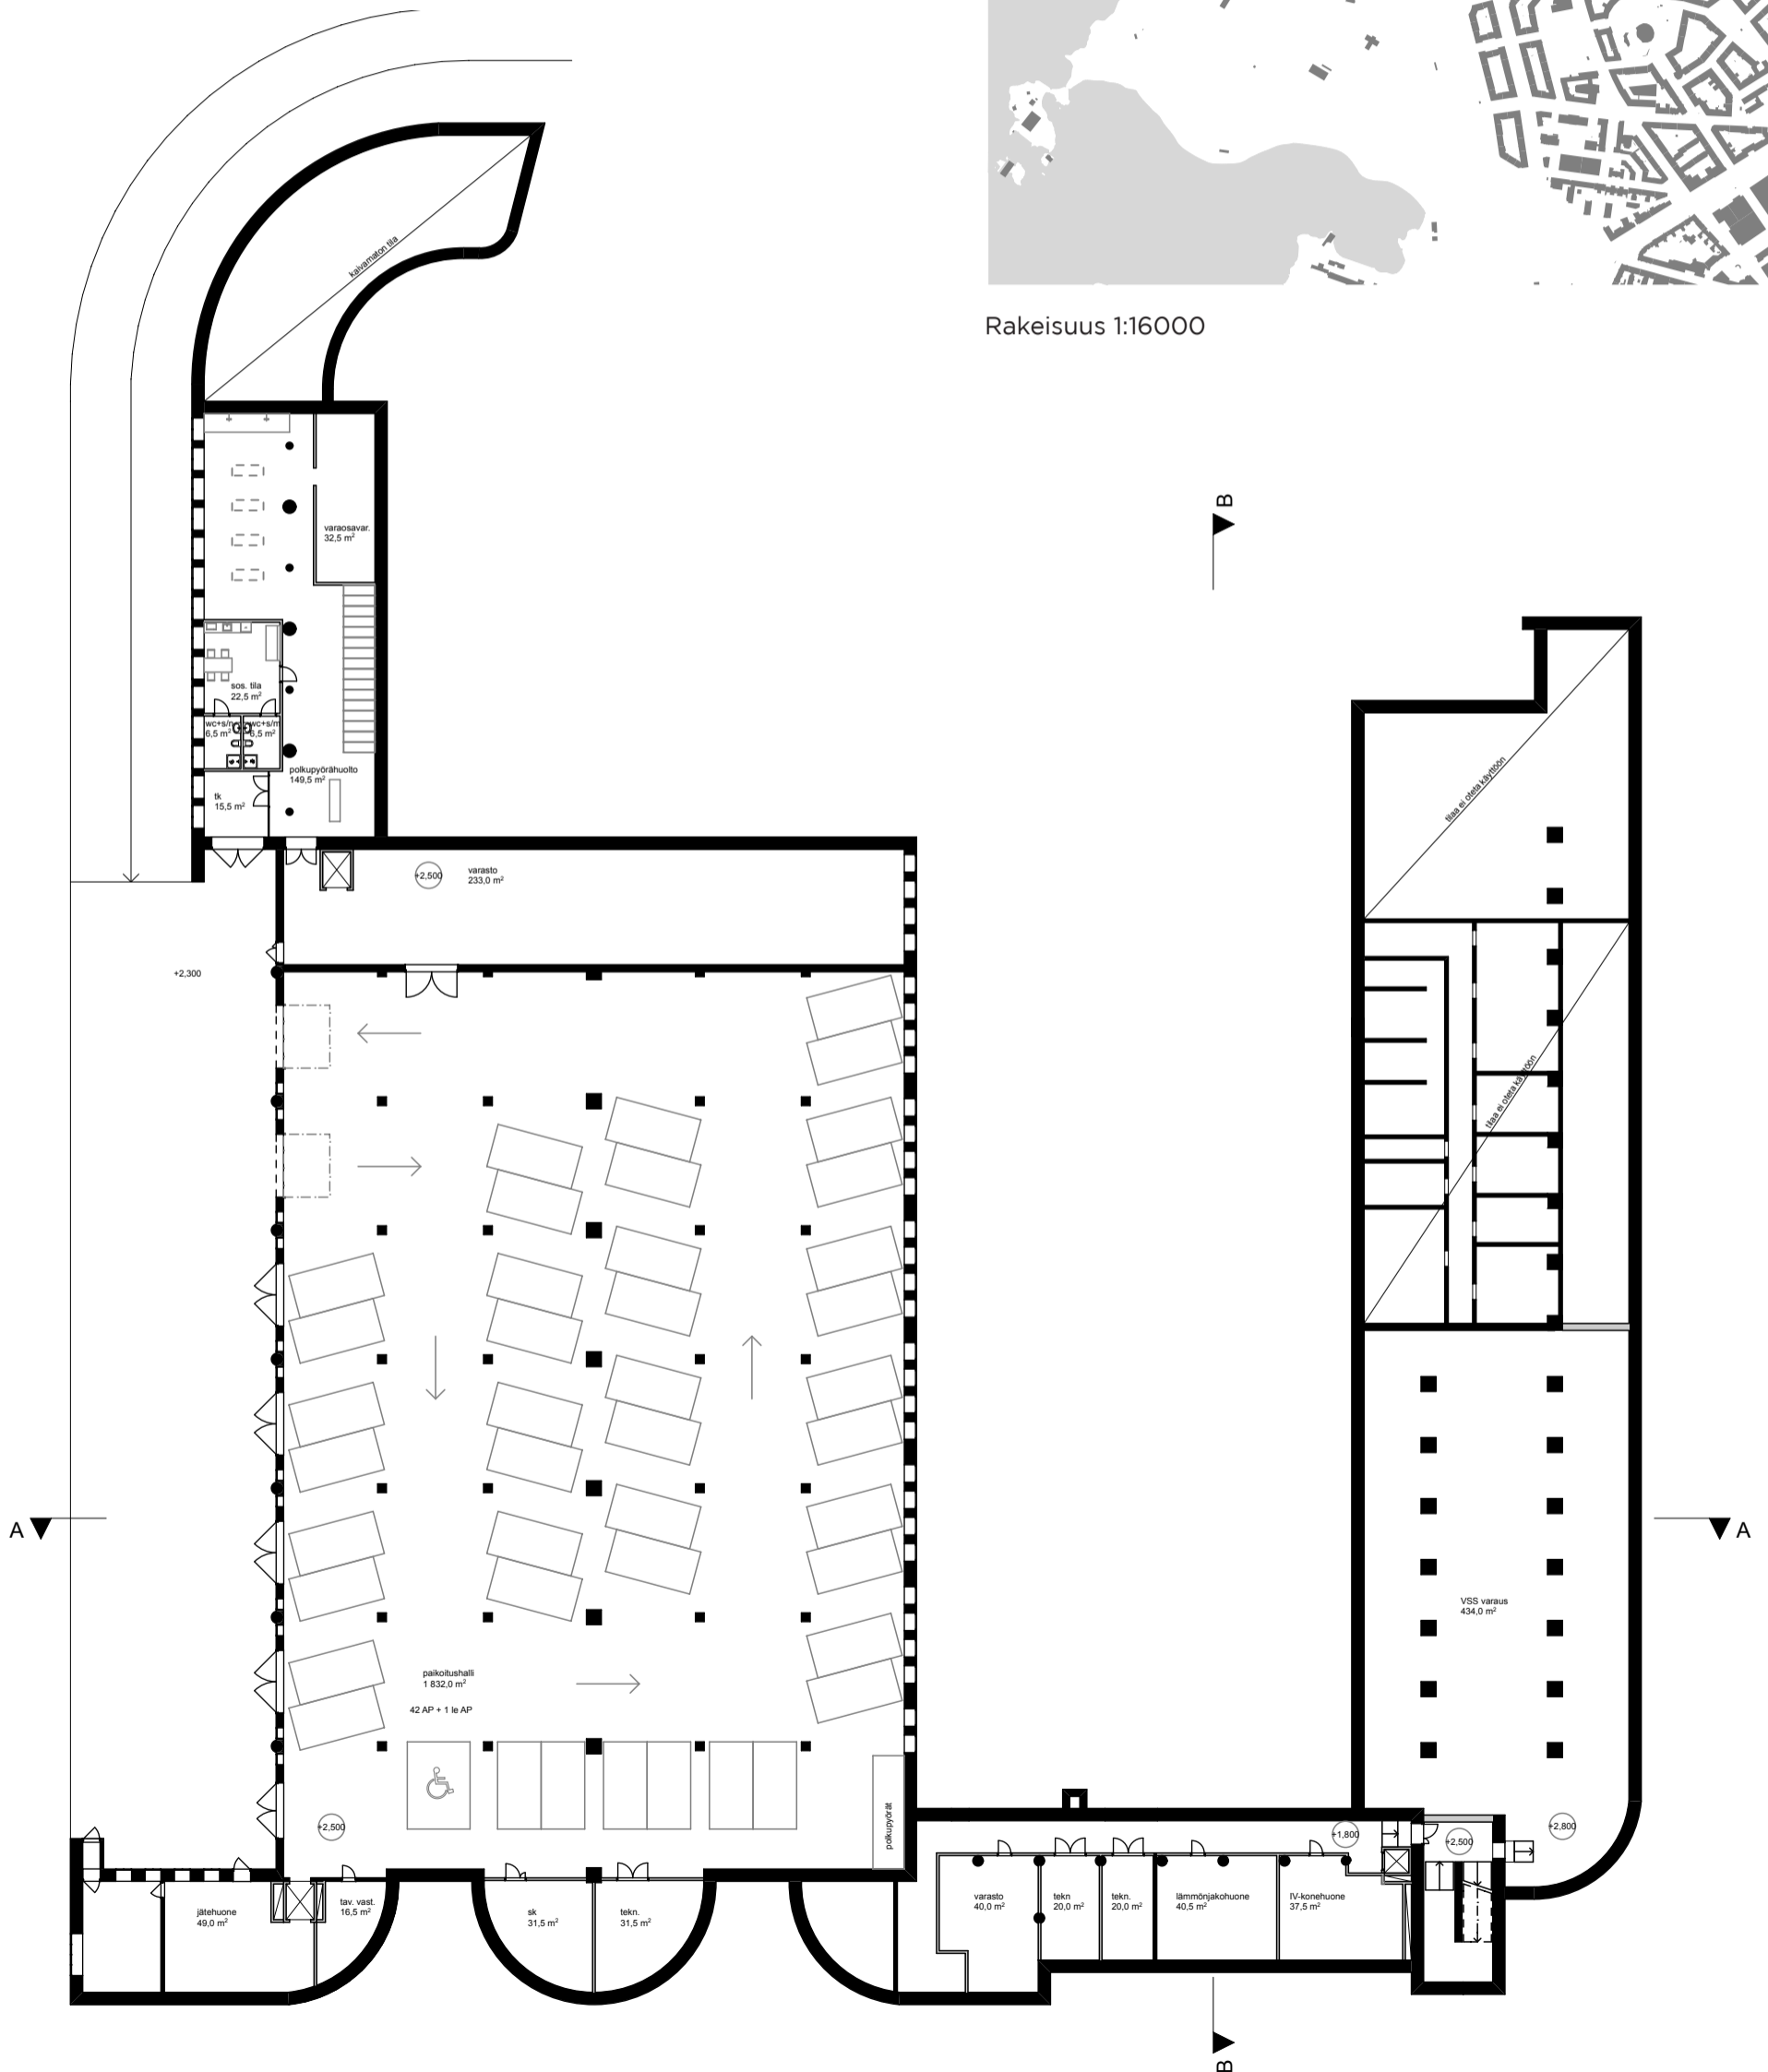 Rakeisuus 1:16000
kaivamaton tila
B
varaosavar.
32,5 m²
sos. tila
22,5 m²
wc+s/n
6,5 m²
wc+s/m
6,5 m²
polkupyörähuolto
149,5 m²
tk
15,5 m²
tilaa ei oteta käyttöön
+2,500
varasto
233,0 m²
+2,300
tilaa ei oteta käyttöön
A
A
VSS varaus
434,0 m²
paikoitushalli
1 832,0 m²
42 AP + 1 le AP
polkupyörät
+2,500
+1,800
+2,500
+2,800
jätehuone
49,0 m²
tav. vast.
16,5 m²
sk
31,5 m²
tekn.
31,5 m²
varasto
40,0 m²
tekn
20,0 m²
tekn.
20,0 m²
lämmönjakohuone
40,5 m²
IV-konehuone
37,5 m²
B